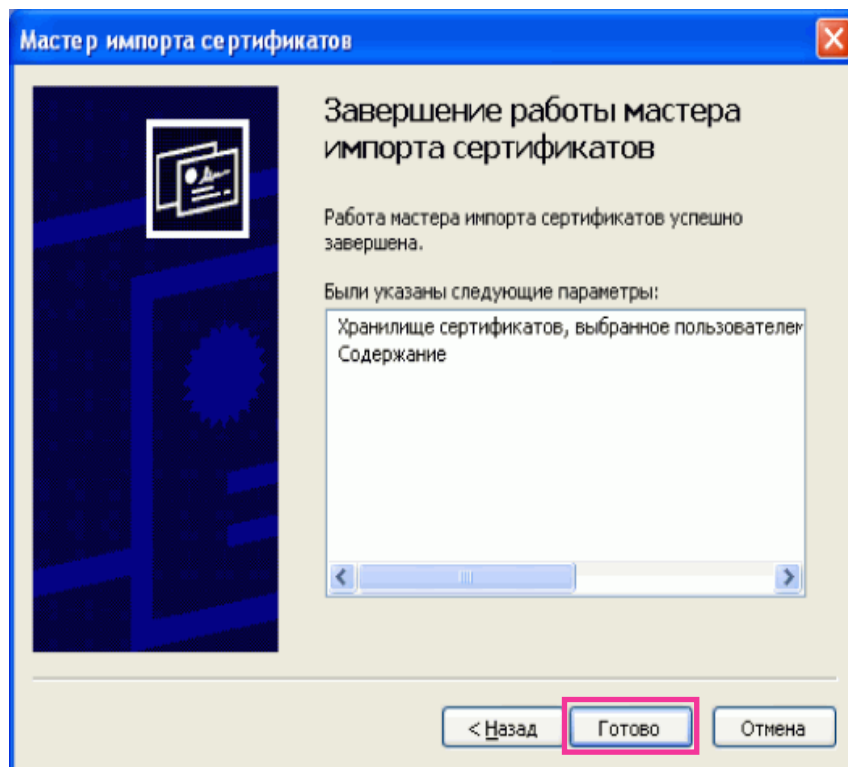 Мастер импорта сертификатов
Завершение работы мастера
импорта сертификатов
Работа мастера импорта сертификатов успешно
завершена.
Были указаны следующие параметры:
Хранилище сертификатов, выбранное пользователем
Содержание
< Назад
Готово
Отмена